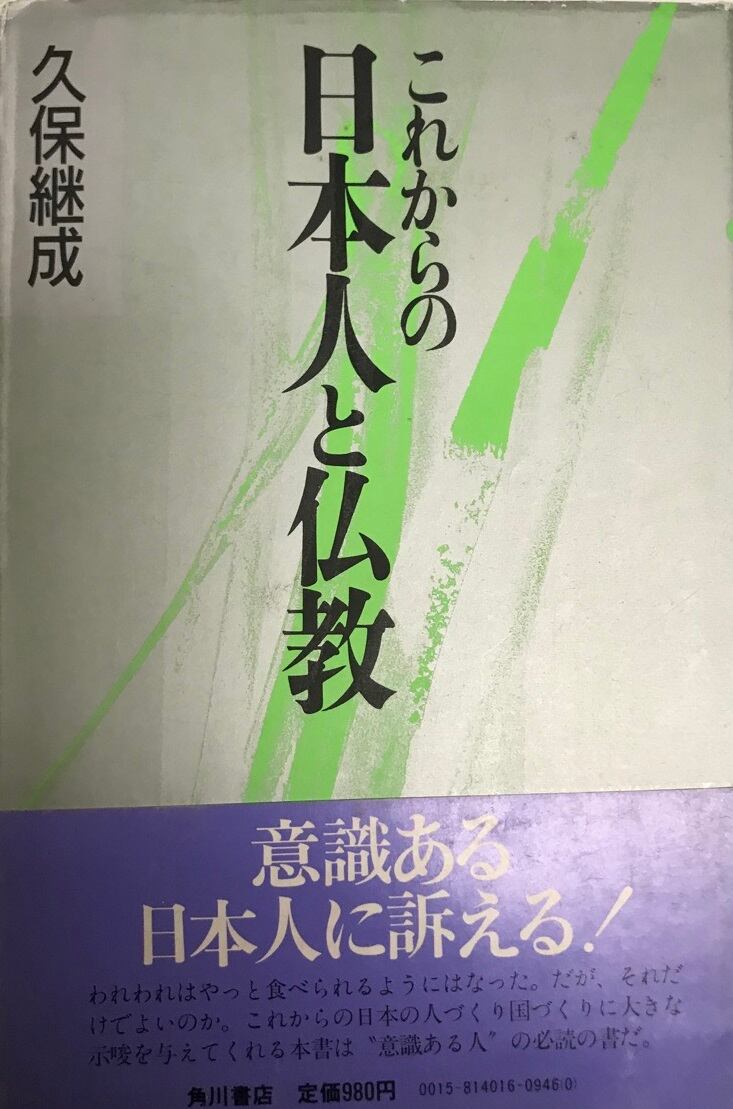 これからの
日本人と仏教
久保継成
意識ある
日本人に訴える!
われわれはやっと食べられるようにはなった。だが、それだ
けでよいのか。これからの日本の人づくり国づくりに大きな
示唆を与えてくれる本書は〝意識ある人〟の必読の書だ。
角川書店 定価980円 0015-814016-0946(0)